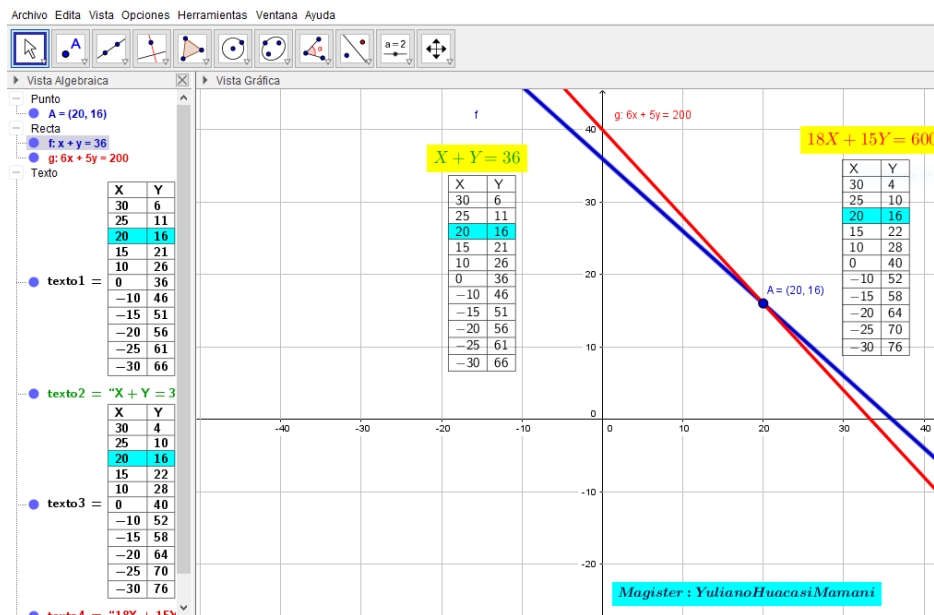 Archivo Edita Vista Opciones Herramientas Ventana Ayuda
A
α
a=2
Vista Algebraica
Vista Gráfica
Punto
A = (20, 16)
Recta
f: x + y = 36
g: 6x + 5y = 200
Texto
texto1 =
X Y
30 6
25 11
20 16
15 21
10 26
0 36
−10 46
−15 51
−20 56
−25 61
−30 66
texto2 = “X + Y = 3
texto3 =
X Y
30 4
25 10
20 16
15 22
10 28
0 40
−10 52
−15 58
−20 64
−25 70
−30 76
texto4 = “18X + 15Y
f
g: 6x + 5y = 200
X + Y = 36
X Y
30 6
25 11
20 16
15 21
10 26
0 36
−10 46
−15 51
−20 56
−25 61
−30 66
18X + 15Y = 600
X Y
30 4
25 10
20 16
15 22
10 28
0 40
−10 52
−15 58
−20 64
−25 70
−30 76
A = (20, 16)
40
30
20
10
0
-10
-20
-40 -30 -20 -10 0 10 20 30 40
Magister : YulianoHuacasiMamani